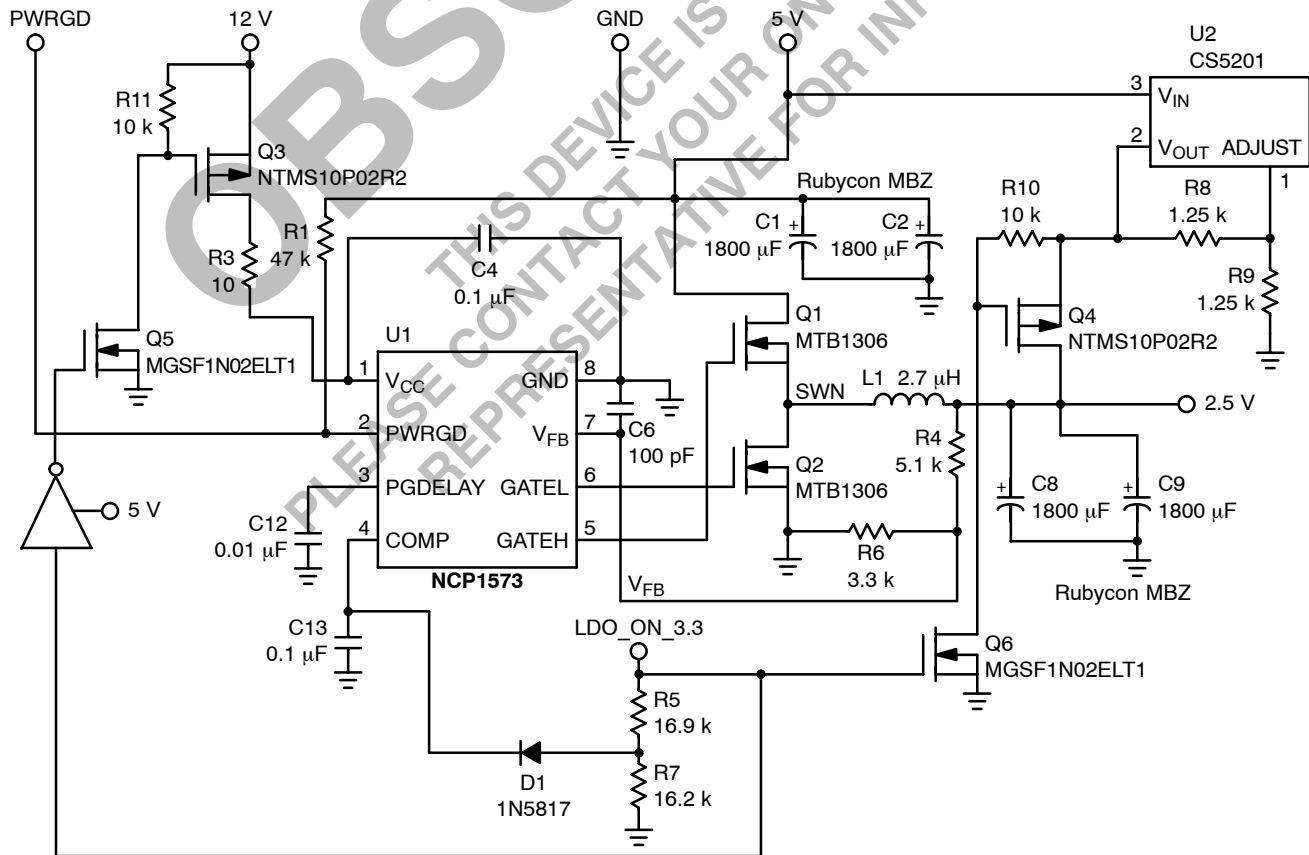 PWRGD
12 V
GND
5 V
U2
CS5201
3
V_IN
2
V_OUT
ADJUST
1
R11
10 k
Q3
NTMS10P02R2
Rubycon MBZ
R10
10 k
R8
1.25 k
R1
47 k
C1
+
1800 µF
C2
+
1800 µF
R3
10
C4
0.1 µF
R9
1.25 k
Q5
MGSF1N02ELT1
U1
Q1
MTB1306
Q4
NTMS10P02R2
1
V_CC
GND
8
SWN
L1 2.7 µH
2.5 V
2
PWRGD
V_FB
7
C6
100 pF
R4
5.1 k
3
PGDELAY
GATEL
6
Q2
MTB1306
C8
+
1800 µF
C9
+
1800 µF
5 V
C12
0.01 µF
4
COMP
GATEH
5
R6
3.3 k
NCP1573
V_FB
Rubycon MBZ
C13
0.1 µF
LDO_ON_3.3
Q6
MGSF1N02ELT1
R5
16.9 k
D1
1N5817
R7
16.2 k
OBS
THIS DEVICE IS
PLEASE CONTACT YOUR ON
REPRESENTATIVE FOR INF